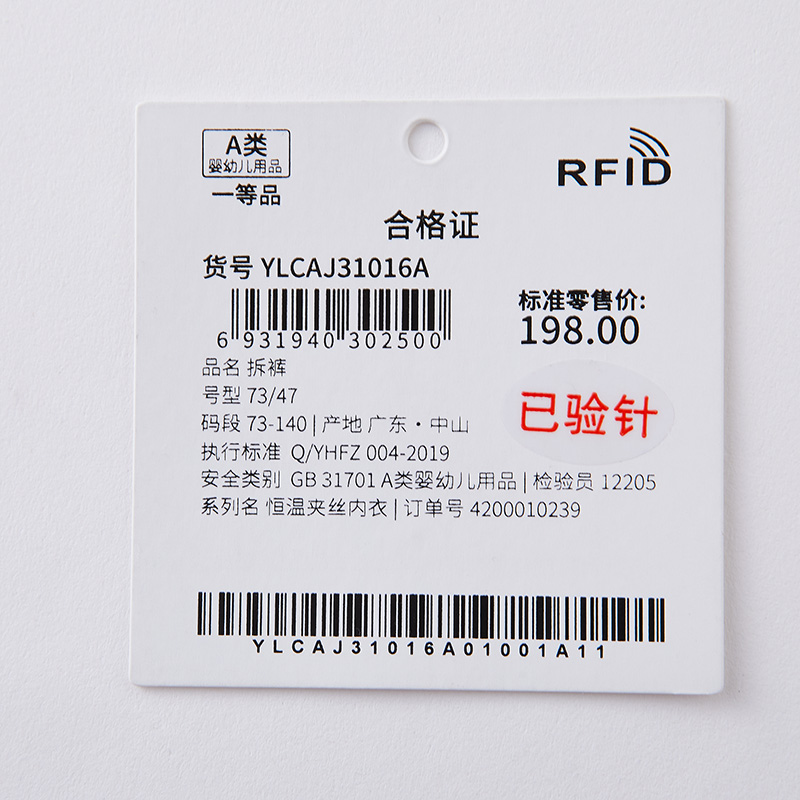 A类
婴幼儿用品
一等品
RFID
合格证
货号 YLCAJ31016A
6 931940 302500
标准零售价:
198.00
品名 拆裤
号型 73/47
码段 73-140 | 产地 广东·中山
已验针
执行标准 Q/YHFZ 004-2019
安全类别 GB 31701 A类婴幼儿用品 | 检验员 12205
系列名 恒温夹丝内衣 | 订单号 4200010239
YLCAJ31016A01001A11